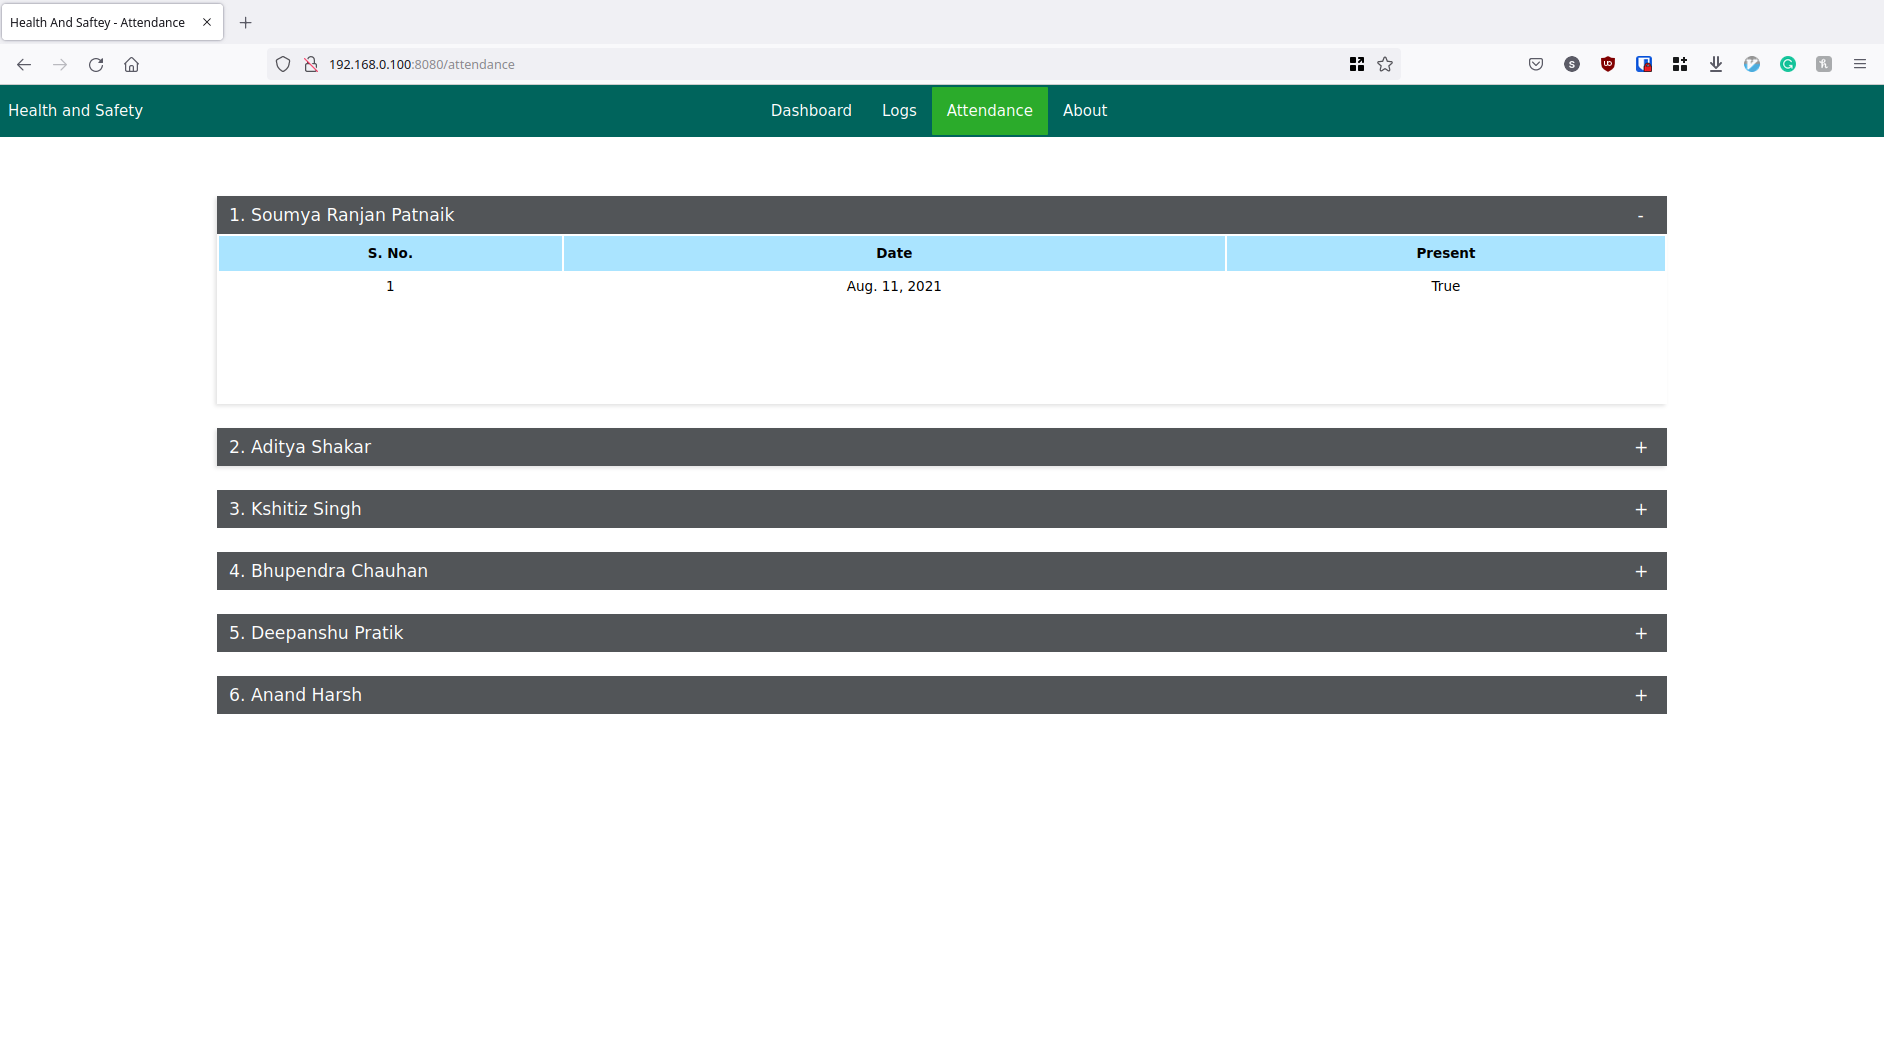 Health And Saftey - Attendance
192.168.0.100:8080/attendance
Health and Safety Dashboard Logs Attendance About
1. Soumya Ranjan Patnaik -
S. No. Date Present
1 Aug. 11, 2021 True
2. Aditya Shakar +
3. Kshitiz Singh +
4. Bhupendra Chauhan +
5. Deepanshu Pratik +
6. Anand Harsh +